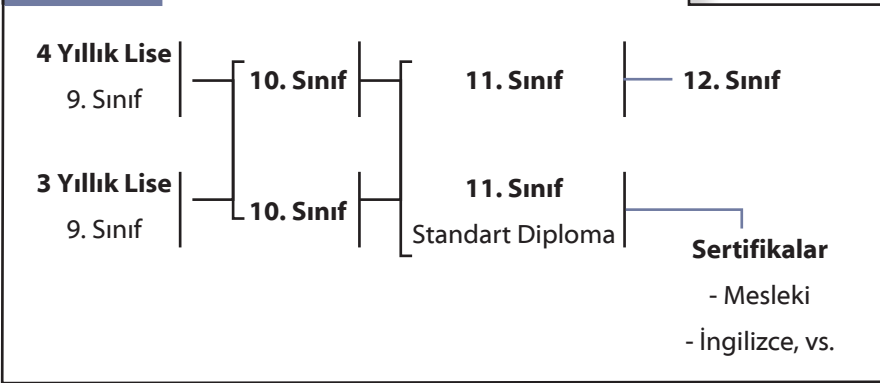 4 Yıllık Lise
9. Sınıf
10. Sınıf
11. Sınıf
12. Sınıf
3 Yıllık Lise
9. Sınıf
10. Sınıf
11. Sınıf
Standart Diploma
Sertifikalar
- Mesleki
- İngilizce, vs.